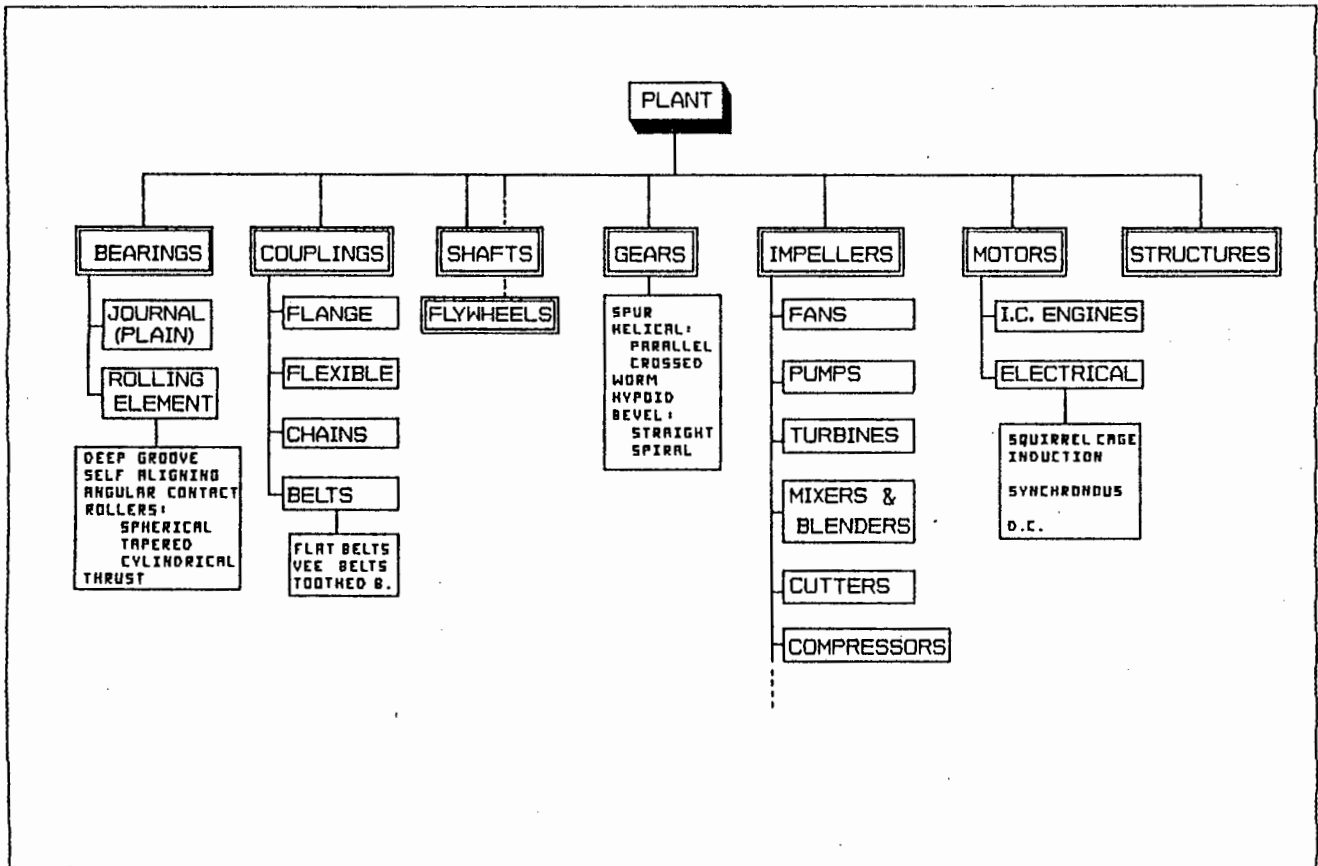 PLANT
BEARINGS
JOURNAL
(PLAIN)
ROLLING
ELEMENT
DEEP GROOVE
SELF ALIGNING
ANGULAR CONTACT
ROLLERS:
SPHERICAL
TAPERED
CYLINDRICAL
THRUST
COUPLINGS
FLANGE
FLEXIBLE
CHAINS
BELTS
FLAT BELTS
VEE BELTS
TOOTHED B.
SHAFTS
FLYWHEELS
GEARS
SPUR
HELICAL:
PARALLEL
CROSSED
WORM
HYPOID
BEVEL:
STRAIGHT
SPIRAL
IMPELLERS
FANS
PUMPS
TURBINES
MIXERS &
BLENDERS
CUTTERS
COMPRESSORS
MOTORS
I.C. ENGINES
ELECTRICAL
SQUIRREL CAGE
INDUCTION
SYNCHRONOUS
D.C.
STRUCTURES